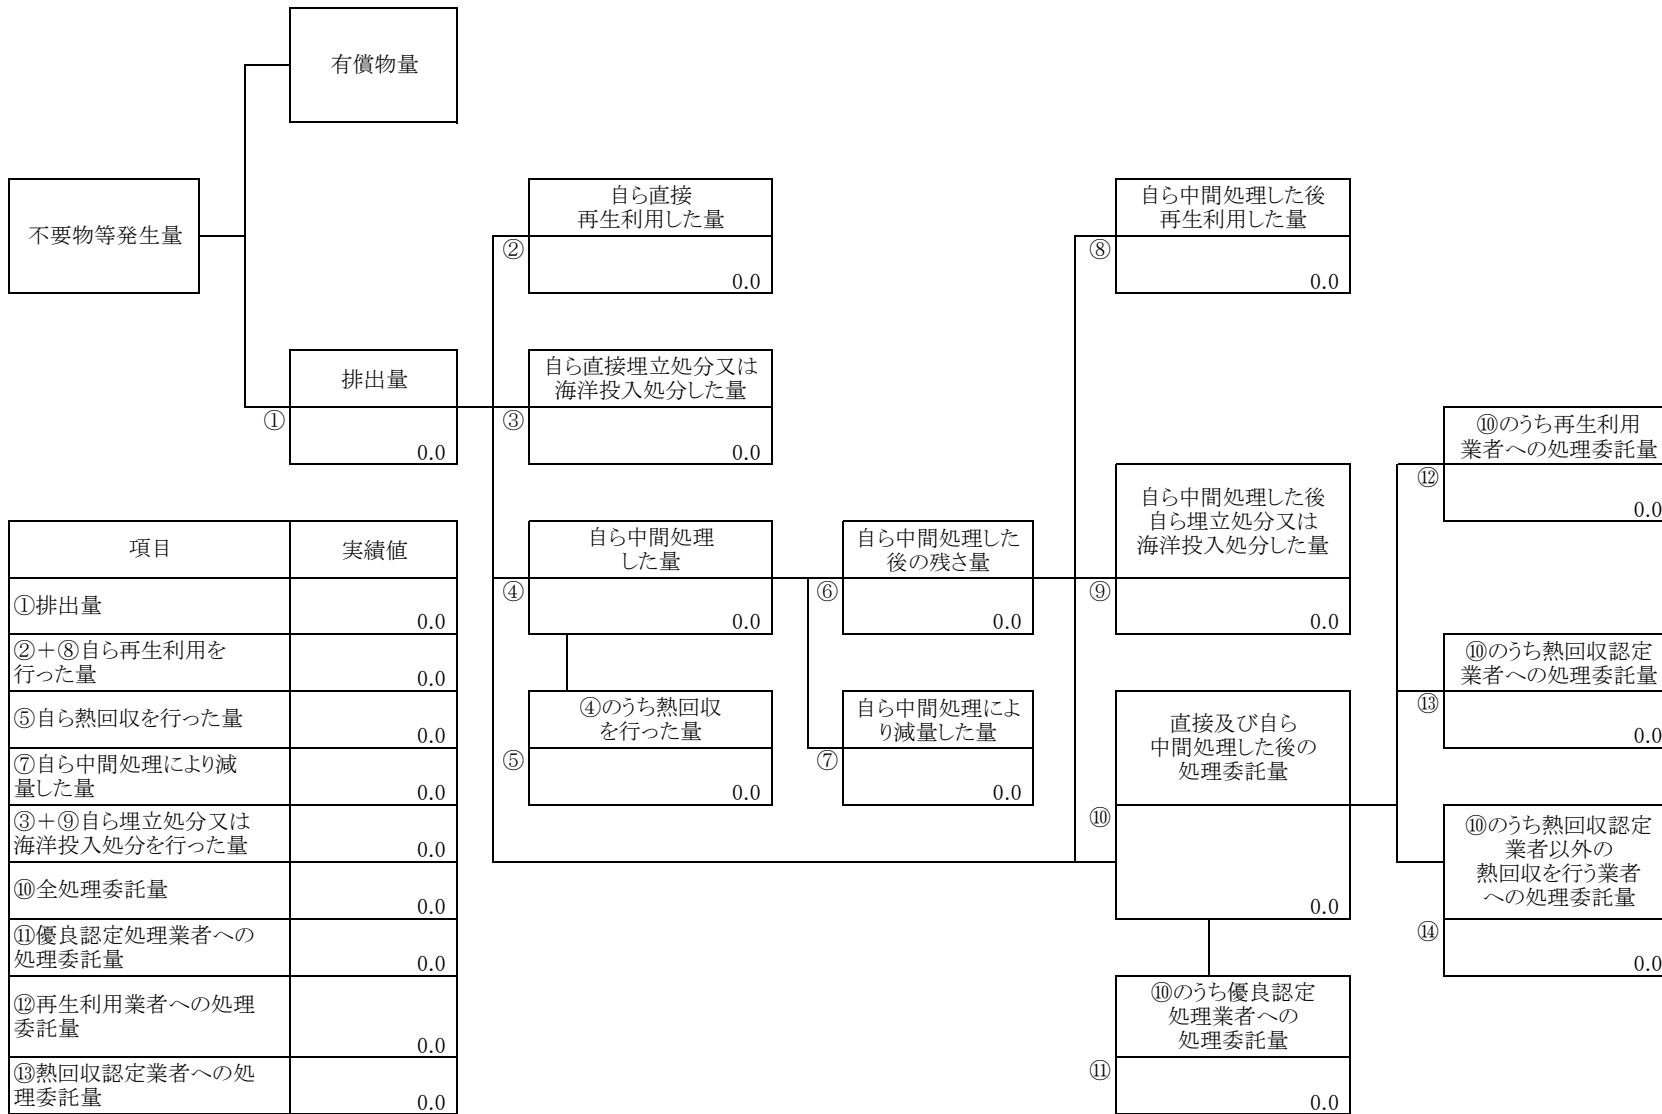 有償物量
不要物等発生量
自ら直接
再生利用した量
②
0.0
自ら中間処理した後
再生利用した量
⑧
0.0
排出量
①
0.0
自ら直接埋立処分又は
海洋投入処分した量
③
0.0
⑩のうち再生利用
業者への処理委託量
⑫
0.0
自ら中間処理した後
自ら埋立処分又は
海洋投入処分した量
⑨
0.0
自ら中間処理
した量
④
0.0
自ら中間処理した
後の残さ量
⑥
0.0
⑩のうち熱回収認定
業者への処理委託量
⑬
0.0
④のうち熱回収
を行った量
⑤
0.0
自ら中間処理によ
り減量した量
⑦
0.0
直接及び自ら
中間処理した後の
処理委託量
⑩
0.0
⑩のうち熱回収認定
業者以外の
熱回収を行う業者
への処理委託量
⑭
0.0
⑩のうち優良認定
処理業者への
処理委託量
⑪
0.0
項目 実績値
①排出量 0.0
②＋⑧自ら再生利用を
行った量 0.0
⑤自ら熱回収を行った量 0.0
⑦自ら中間処理により減
量した量 0.0
③＋⑨自ら埋立処分又は
海洋投入処分を行った量 0.0
⑩全処理委託量 0.0
⑪優良認定処理業者への
処理委託量 0.0
⑫再生利用業者への処理
委託量 0.0
⑬熱回収認定業者への処
理委託量 0.0